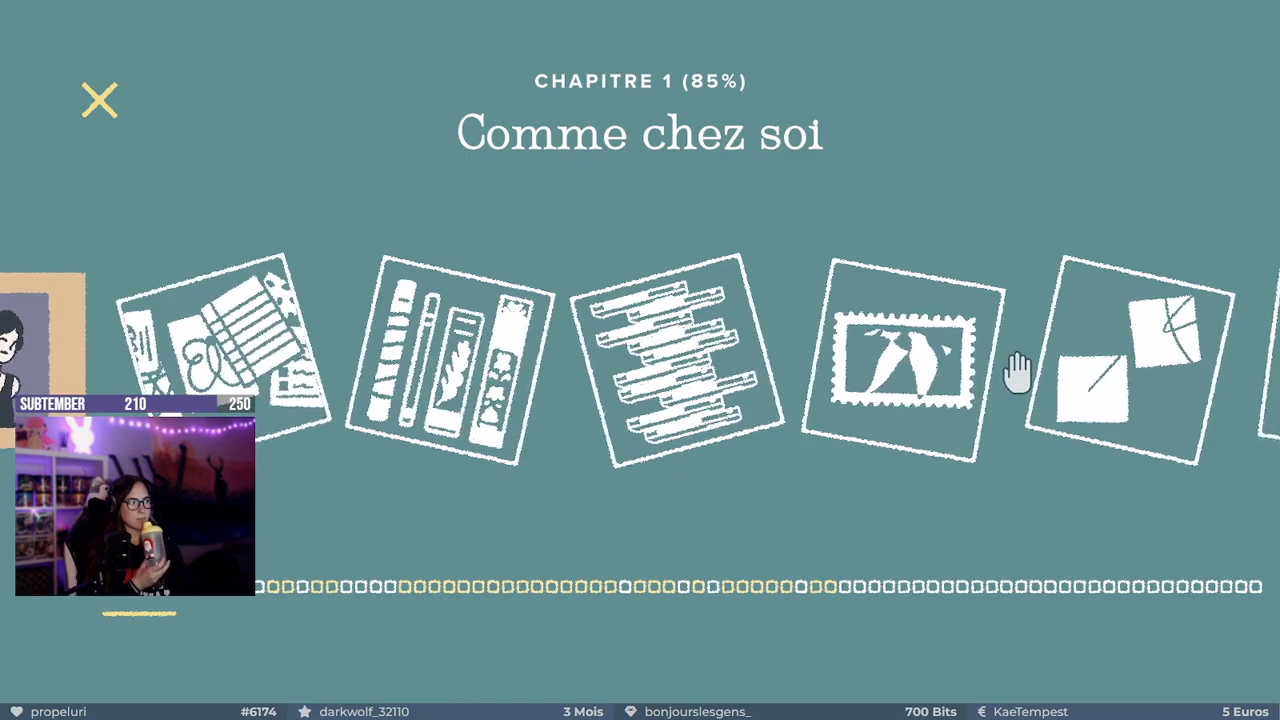 CHAPITRE 1 (85%)
Comme chez soi
SUBTEMBER 210 250
propeluri #6174 darkwolf_32110 3 Mois bonjourslesgens_ 700 Bits KaeTempest 5 Euros